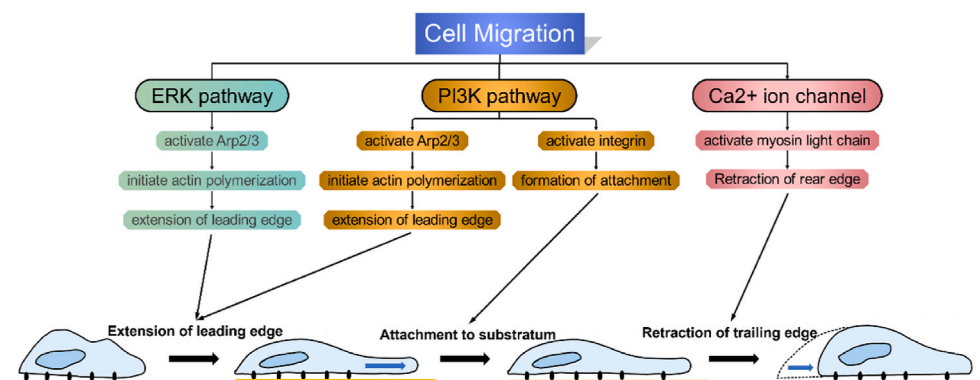 Cell Migration
ERK pathway
PI3K pathway
Ca2+ ion channel
activate Arp2/3
activate Arp2/3
activate integrin
activate myosin light chain
initiate actin polymerization
initiate actin polymerization
formation of attachment
Retraction of rear edge
extension of leading edge
extension of leading edge
Extension of leading edge
Attachment to substratum
Retraction of trailing edge